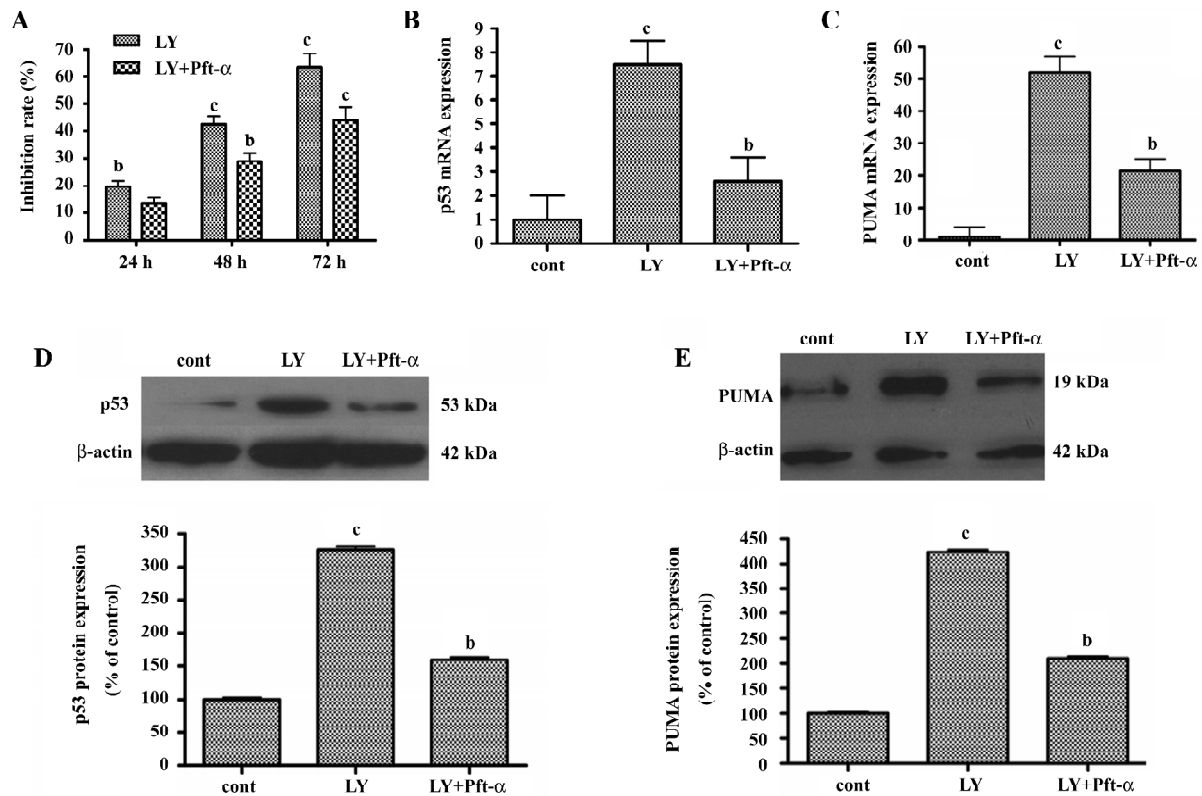 A
LY
LY+Pft-α
Inhibition rate (%)
70
60
50
40
30
20
10
0
b
c
b
c
c
24 h
48 h
72 h
B
p53 mRNA expression
9
8
7
6
5
4
3
2
1
0
c
b
cont
LY
LY+Pft-α
C
PUMA mRNA expression
60
50
40
30
20
10
0
c
b
cont
LY
LY+Pft-α
D
cont
LY
LY+Pft-α
p53
53 kDa
β-actin
42 kDa
p53 protein expression
(% of control)
350
300
250
200
150
100
50
0
c
b
cont
LY
LY+Pft-α
E
cont
LY
LY+Pft-α
PUMA
19 kDa
β-actin
42 kDa
PUMA protein expression
(% of control)
450
400
350
300
250
200
150
100
50
0
c
b
cont
LY
LY+Pft-α